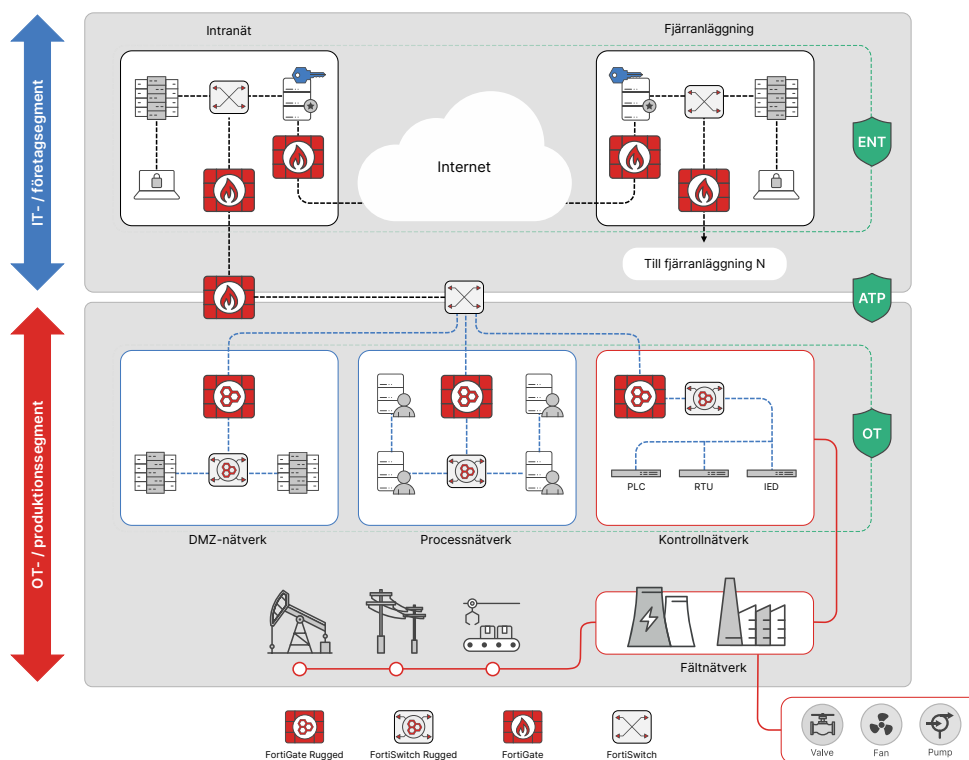 Intranät
Fjärranläggning
IT- / företagsegment
Internet
ENT
Till fjärranläggning N
ATP
OT- / produktionssegment
OT
PLC
RTU
IED
DMZ-nätverk
Processnätverk
Kontrollnätverk
Fältnätverk
FortiGate Rugged
FortiSwitch Rugged
FortiGate
FortiSwitch
Valve
Fan
Pump